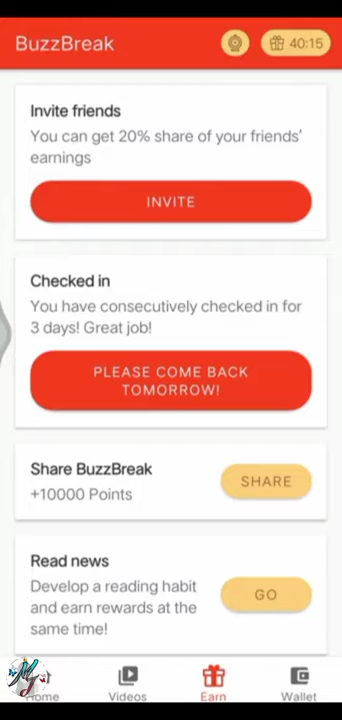 BuzzBreak
40:15
Invite friends
You can get 20% share of your friends'
earnings
INVITE
Checked in
You have consecutively checked in for
3 days! Great job!
PLEASE COME BACK
TOMORROW!
Share BuzzBreak
+10000 Points
SHARE
Read news
Develop a reading habit
and earn rewards at the
same time!
GO
Videos
Earn
Wallet